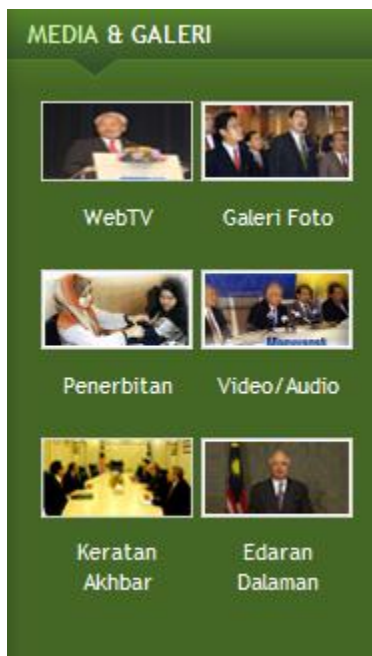 MEDIA & GALERI
WebTV
Galeri Foto
Penerbitan
Video/Audio
Keratan
Akhbar
Edaran
Dalaman